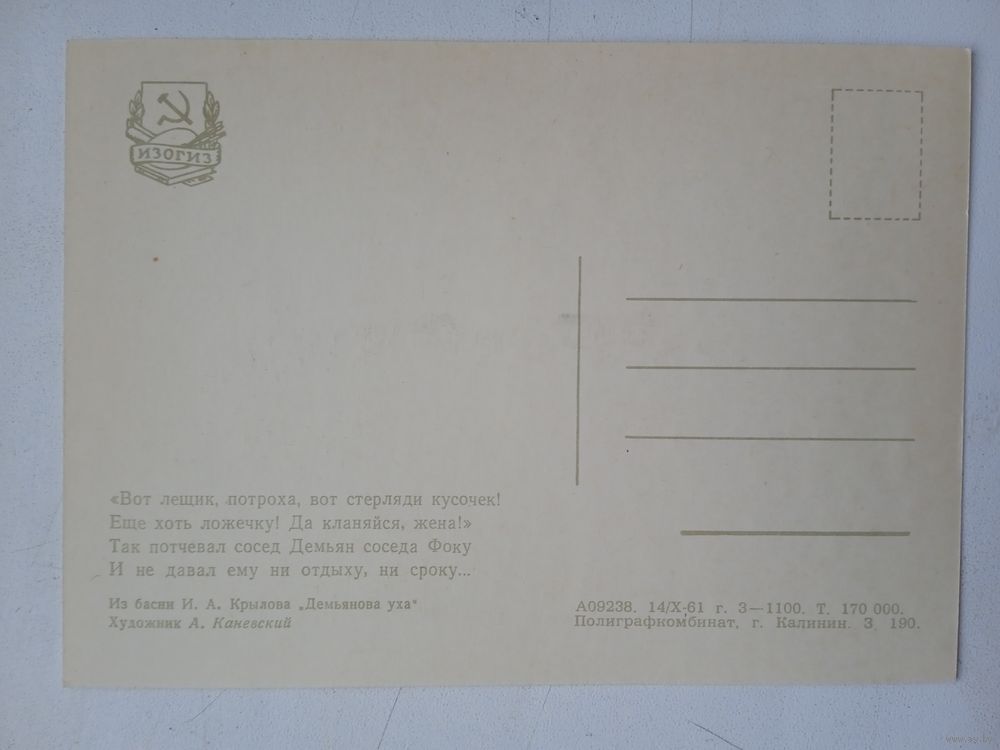 ИЗОГИЗ
«Вот лещик, потроха, вот стерляди кусочек!
Еще хоть ложечку! Да кланяйся, жена!»
Так потчевал сосед Демьян соседа Фоку
И не давал ему ни отдыху, ни сроку...
Из басни И. А. Крылова „Демьянова уха“
Художник А. Каневский
А09238. 14/X-61 г. З—1100. Т. 170 000.
Полиграфкомбинат, г. Калинин. З. 190.